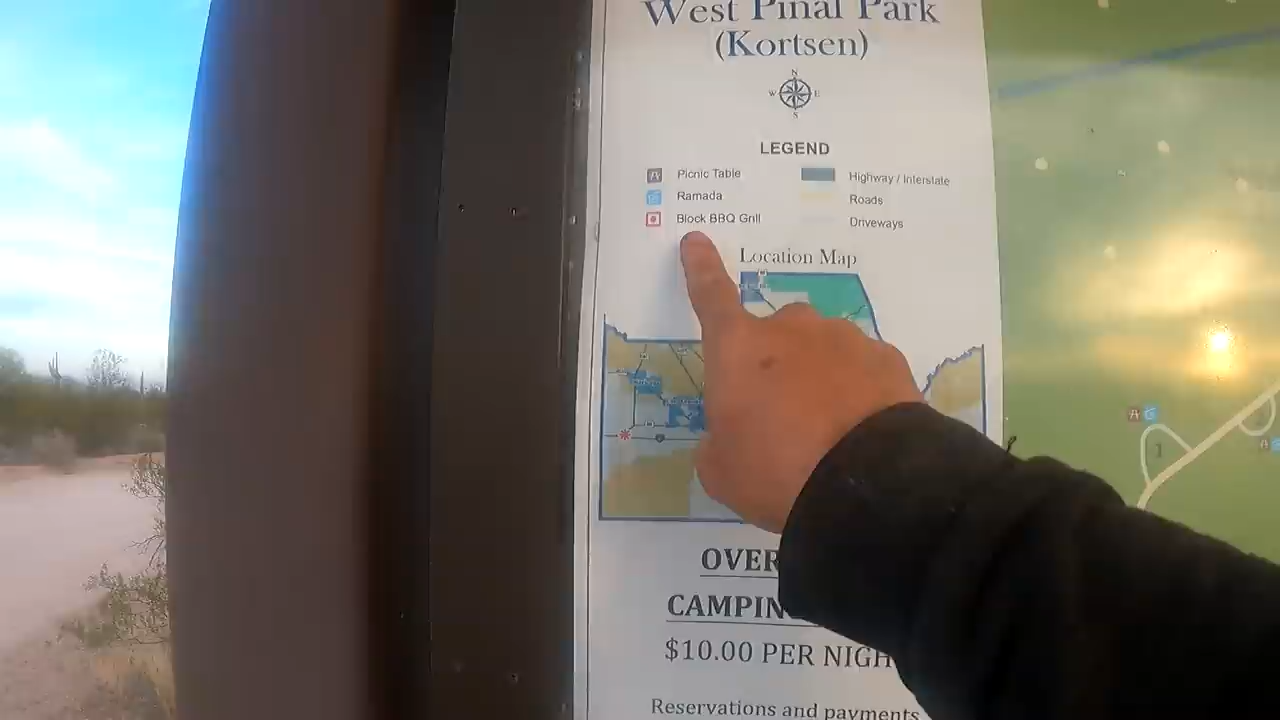 West Pinal Park
(Kortsen)
N
W E
S
LEGEND
Picnic Table
Ramada
Block BBQ Grill
Highway / Interstate
Roads
Driveways
Location Map
OVER
CAMPIN
$10.00 PER NIGH
Reservations and payments
1